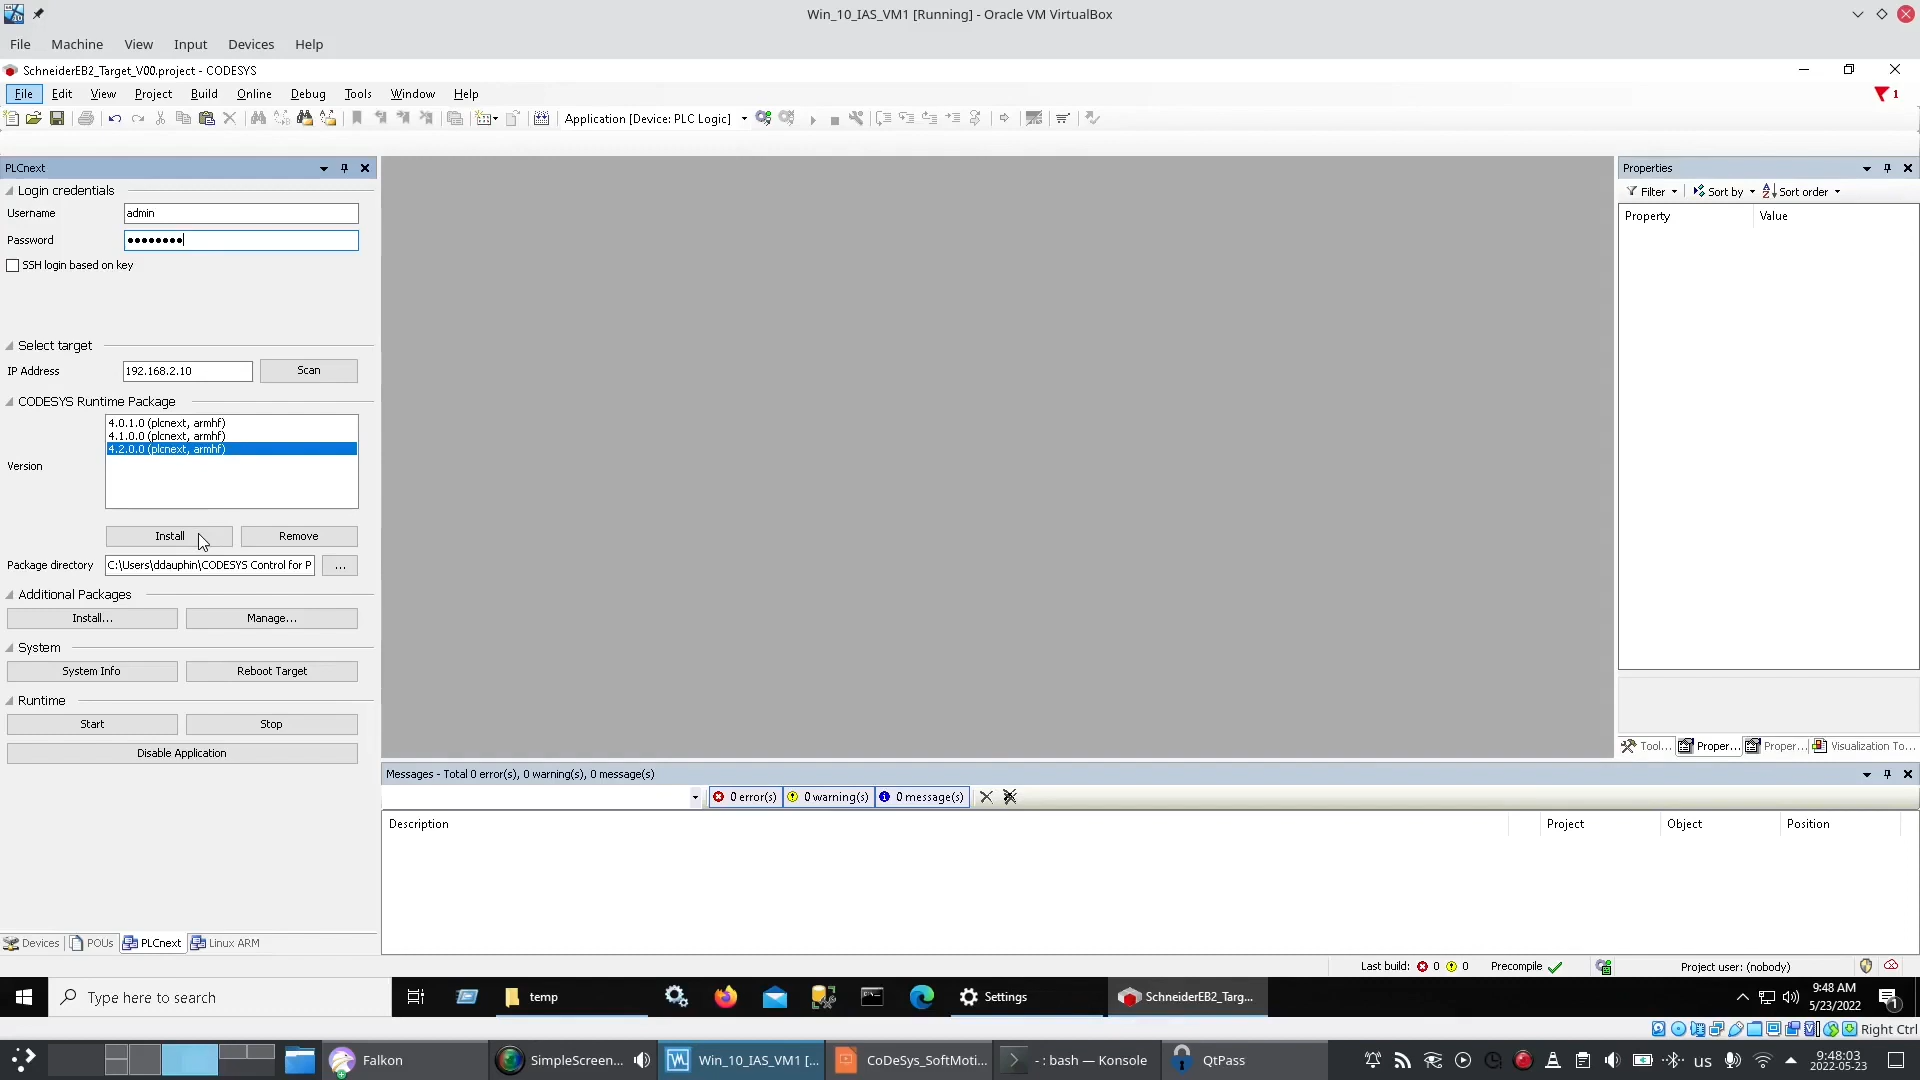 Win_10_IAS_VM1 [Running] - Oracle VM VirtualBox
File Machine View Input Devices Help
SchneiderEB2_Target_V00.project - CODESYS
File Edit View Project Build Online Debug Tools Window Help
1
Application [Device: PLC Logic]
PLCnext
Login credentials
Username admin
Password ●●●●●●●●
SSH login based on key
Select target
IP Address 192.168.2.10 Scan
CODESYS Runtime Package
4.0.1.0 (plcnext, armhf)
4.1.0.0 (plcnext, armhf)
4.2.0.0 (plcnext, armhf)
Version
Install Remove
Package directory C:\Users\ddauphin\CODESYS Control for P ...
Additional Packages
Install... Manage...
System
System Info Reboot Target
Runtime
Start Stop
Disable Application
Devices POUs PLCnext Linux ARM
Properties
Filter Sort by Sort order
Property Value
Tool... Proper... Proper... Visualization To...
Messages - Total 0 error(s), 0 warning(s), 0 message(s)
0 error(s) 0 warning(s) 0 message(s)
Description Project Object Position
Last build: 0 0 Precompile Project user: (nobody)
Type here to search temp Settings SchneiderEB2_Targ... 9:48 AM
5/23/2022
1
Right Ctrl
Falkon SimpleScreen... Win_10_IAS_VM1 [... CoDeSys_SoftMoti... - : bash — Konsole QtPass us 9:48:03
2022-05-23